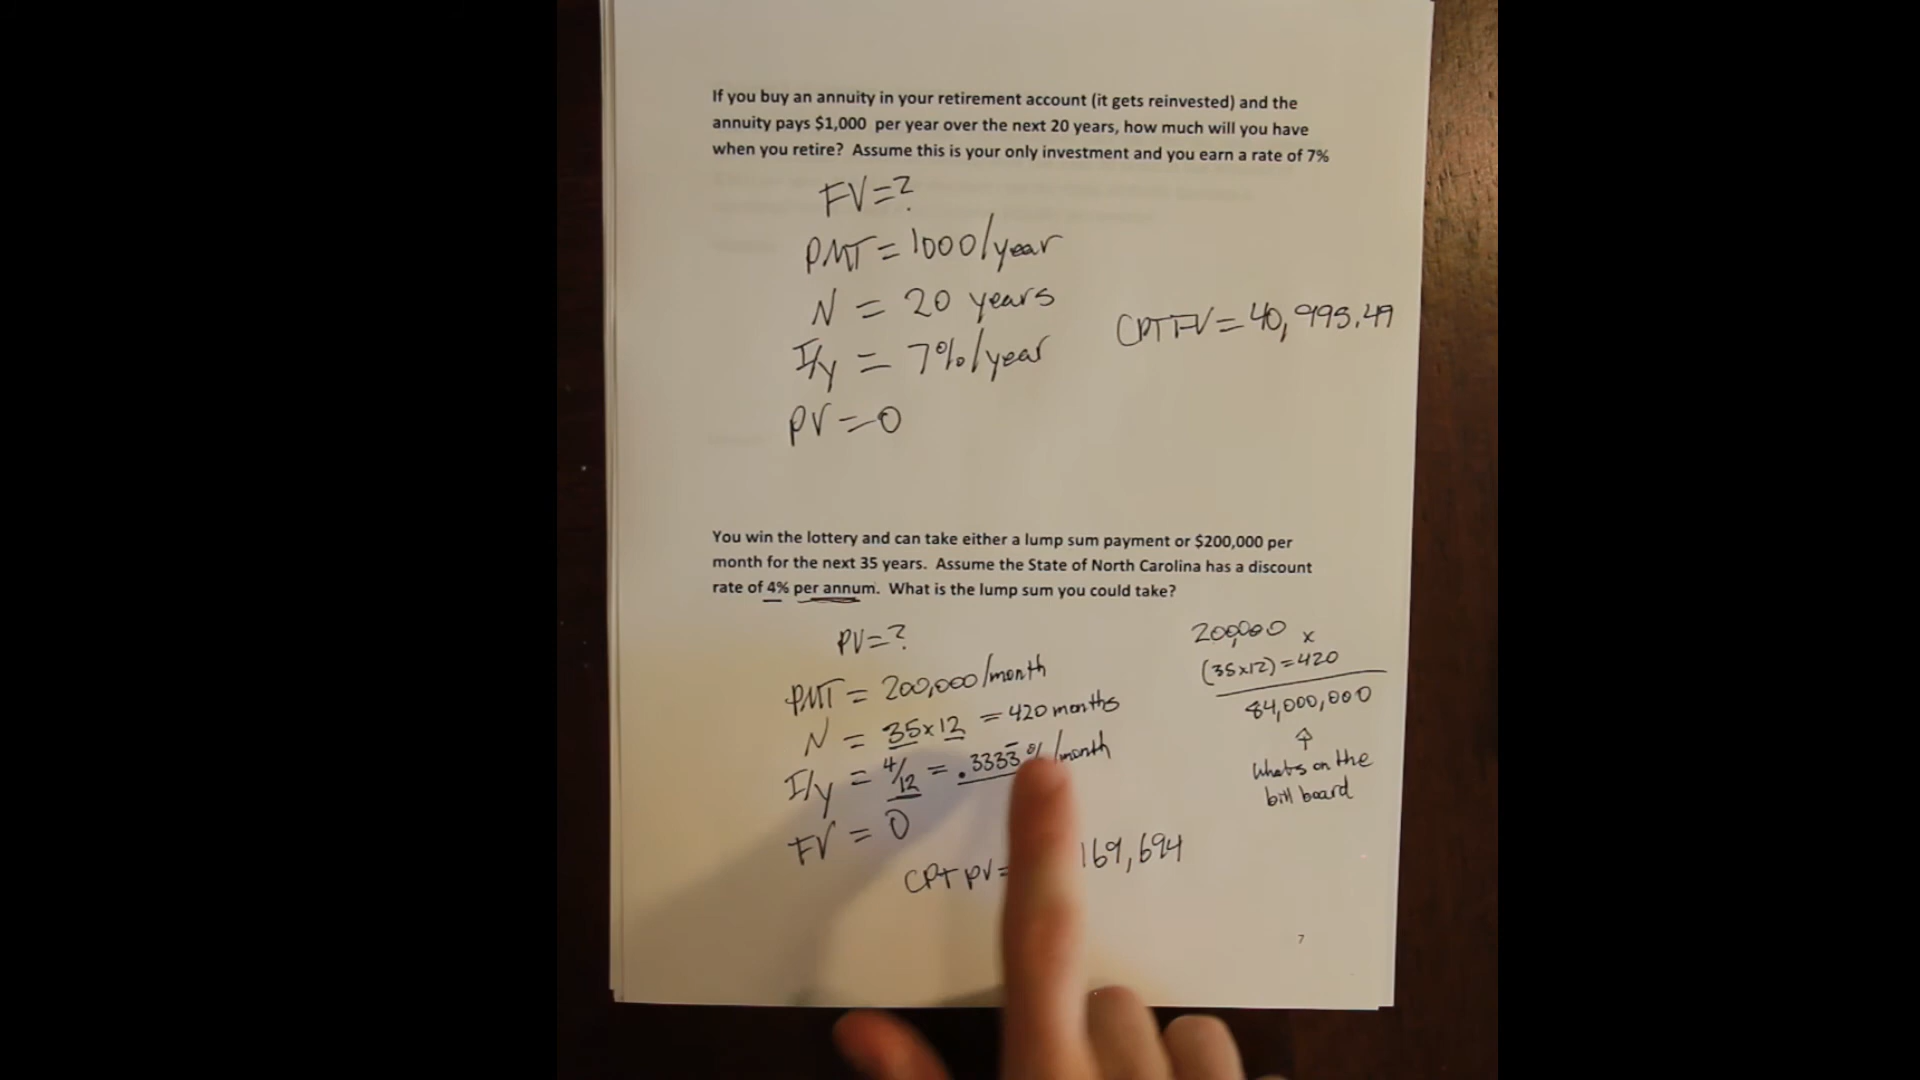 If you buy an annuity in your retirement account (it gets reinvested) and the
annuity pays $1,000 per year over the next 20 years, how much will you have
when you retire? Assume this is your only investment and you earn a rate of 7%
FV=?
PMT = 1000/year
N = 20 years
I/y = 7%/year
PV=0
CPT FV = 40,995.49
You win the lottery and can take either a lump sum payment or $200,000 per
month for the next 35 years. Assume the State of North Carolina has a discount
rate of 4% per annum. What is the lump sum you could take?
PV=?
PMT = 200,000/month
N = 35x12 = 420 months
I/y = 4/12 = .3333%/month
FV = 0
CPT PV= 169,694
200,000 x
(35x12) = 420
84,000,000
whats on the
bill board
7